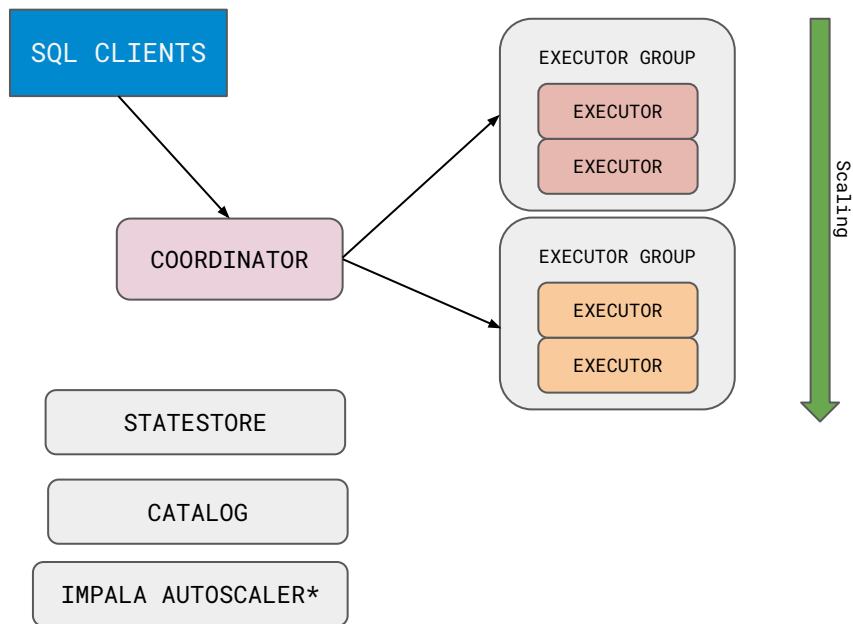 SQL CLIENTS
EXECUTOR GROUP
EXECUTOR
EXECUTOR
Scaling
COORDINATOR
EXECUTOR GROUP
EXECUTOR
EXECUTOR
STATESTORE
CATALOG
IMPALA AUTOSCALER*